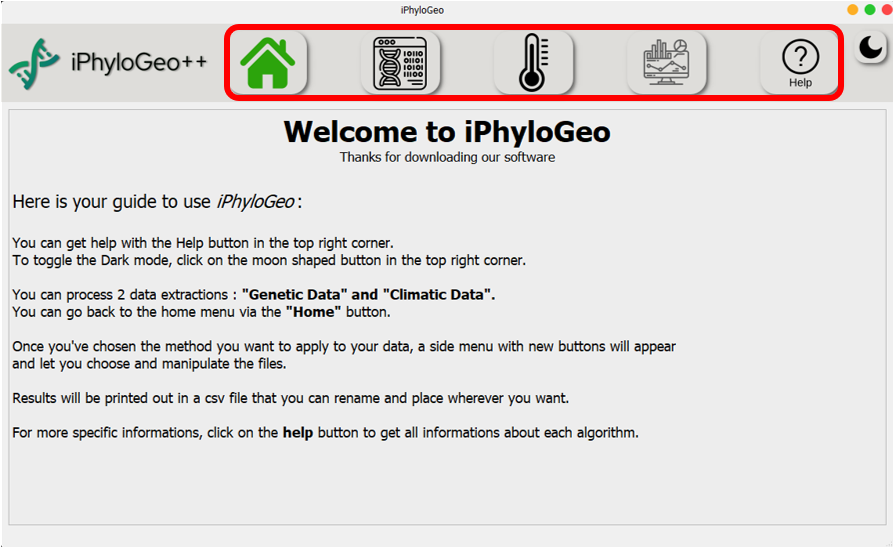 iPhyloGeo
iPhyloGeo++
01110
01101
10101
11100
?
Help
Welcome to iPhyloGeo
Thanks for downloading our software
Here is your guide to use iPhyloGeo :
You can get help with the Help button in the top right corner.
To toggle the Dark mode, click on the moon shaped button in the top right corner.
You can process 2 data extractions : "Genetic Data" and "Climatic Data".
You can go back to the home menu via the "Home" button.
Once you've chosen the method you want to apply to your data, a side menu with new buttons will appear
and let you choose and manipulate the files.
Results will be printed out in a csv file that you can rename and place wherever you want.
For more specific informations, click on the help button to get all informations about each algorithm.